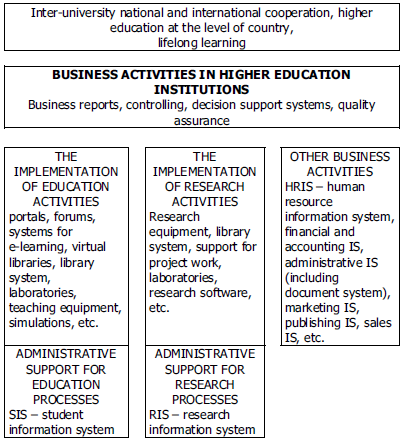 Inter-university national and international cooperation, higher
education at the level of country,
lifelong learning
BUSINESS ACTIVITIES IN HIGHER EDUCATION
INSTITUTIONS
Business reports, controlling, decision support systems, quality
assurance
THE
IMPLEMENTATION
OF EDUCATION
ACTIVITIES
portals, forums,
systems for
e-learning, virtual
libraries, library
system,
laboratories,
teaching equipment,
simulations, etc.
ADMINISTRATIVE
SUPPORT FOR
EDUCATION
PROCESSES
SIS – student
information system
THE
IMPLEMENTATION
OF RESEARCH
ACTIVITIES
Research
equipment, library
system, support for
project work,
laboratories,
research software,
etc.
ADMINISTRATIVE
SUPPORT FOR
RESEARCH
PROCESSES
RIS – research
information system
OTHER BUSINESS
ACTIVITIES
HRIS – human
resource
information system,
financial and
accounting IS,
administrative IS
(including
document system),
marketing IS,
publishing IS, sales
IS, etc.